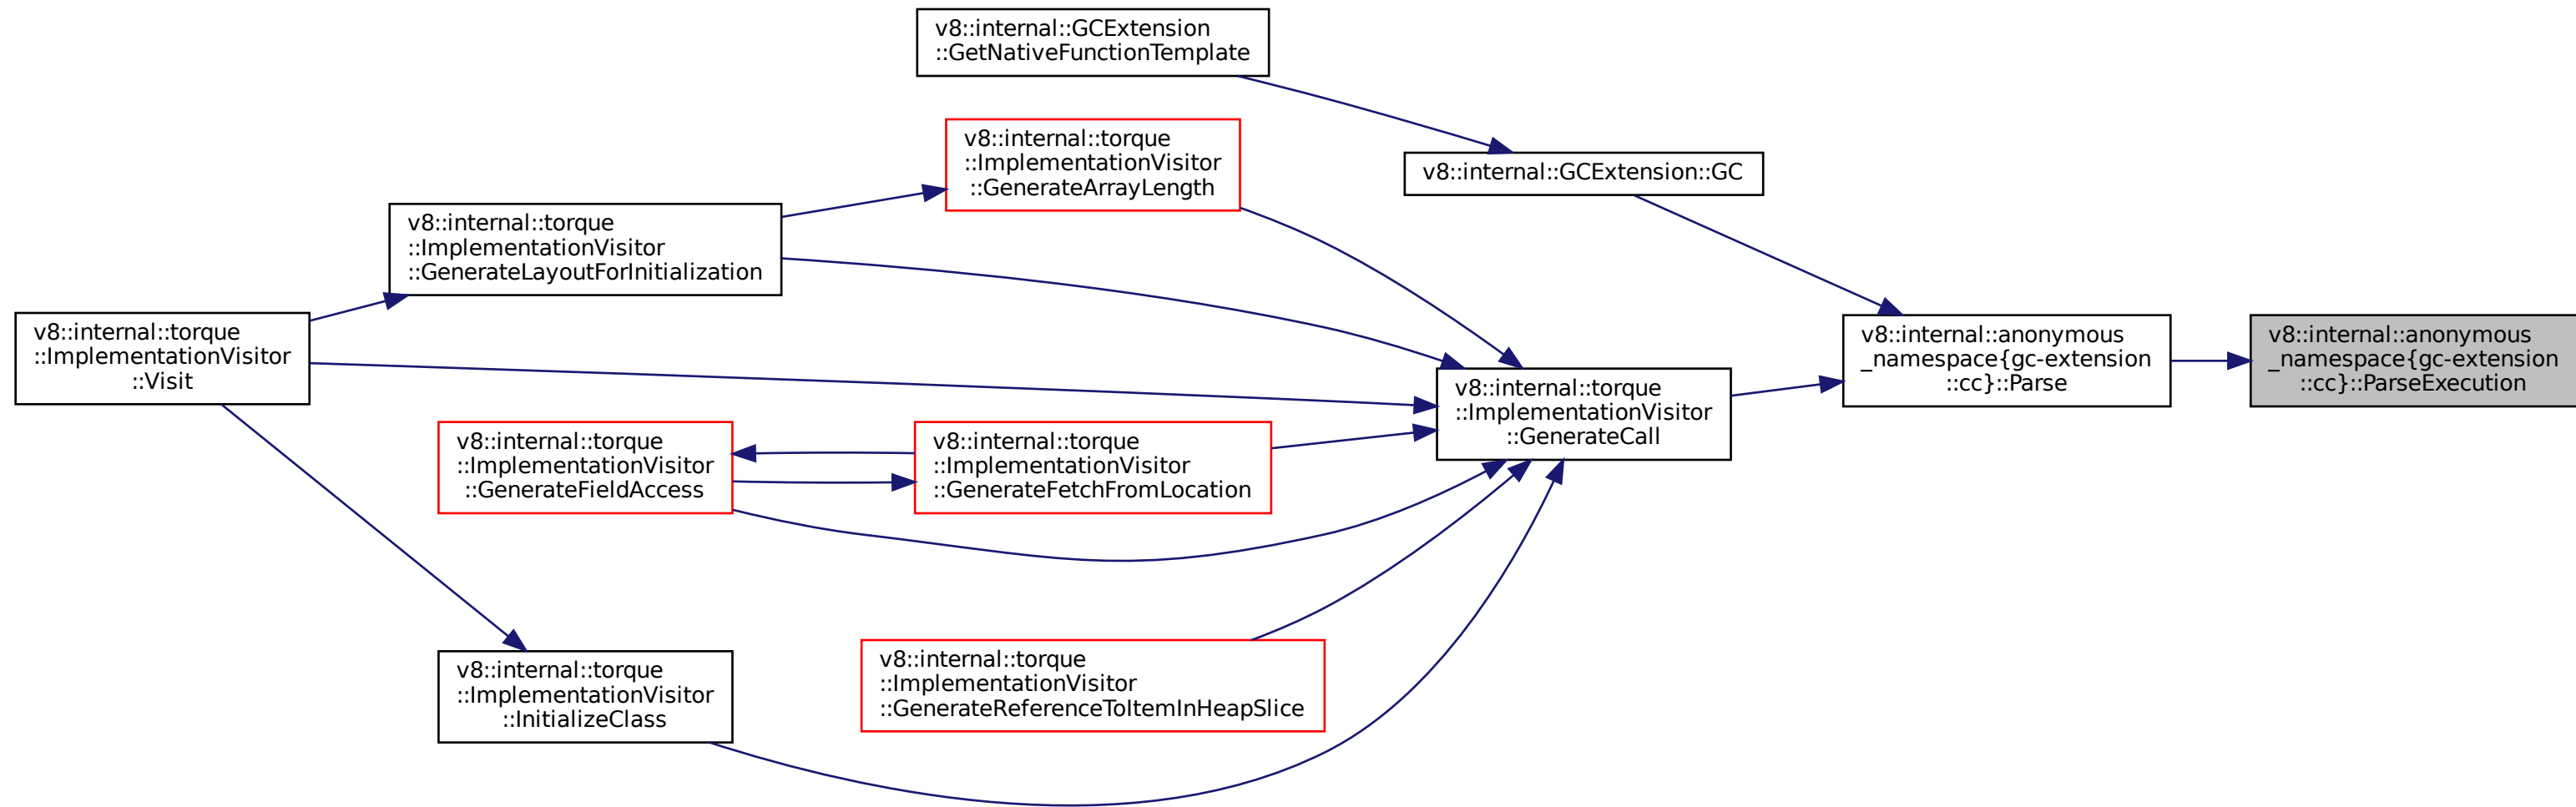 v8::internal::GCExtension
::GetNativeFunctionTemplate
v8::internal::torque
::ImplementationVisitor
::GenerateArrayLength
v8::internal::GCExtension::GC
v8::internal::torque
::ImplementationVisitor
::GenerateLayoutForInitialization
v8::internal::torque
::ImplementationVisitor
::Visit
v8::internal::anonymous
_namespace{gc-extension
::cc}::Parse
v8::internal::anonymous
_namespace{gc-extension
::cc}::ParseExecution
v8::internal::torque
::ImplementationVisitor
::GenerateCall
v8::internal::torque
::ImplementationVisitor
::GenerateFieldAccess
v8::internal::torque
::ImplementationVisitor
::GenerateFetchFromLocation
v8::internal::torque
::ImplementationVisitor
::InitializeClass
v8::internal::torque
::ImplementationVisitor
::GenerateReferenceToItemInHeapSlice